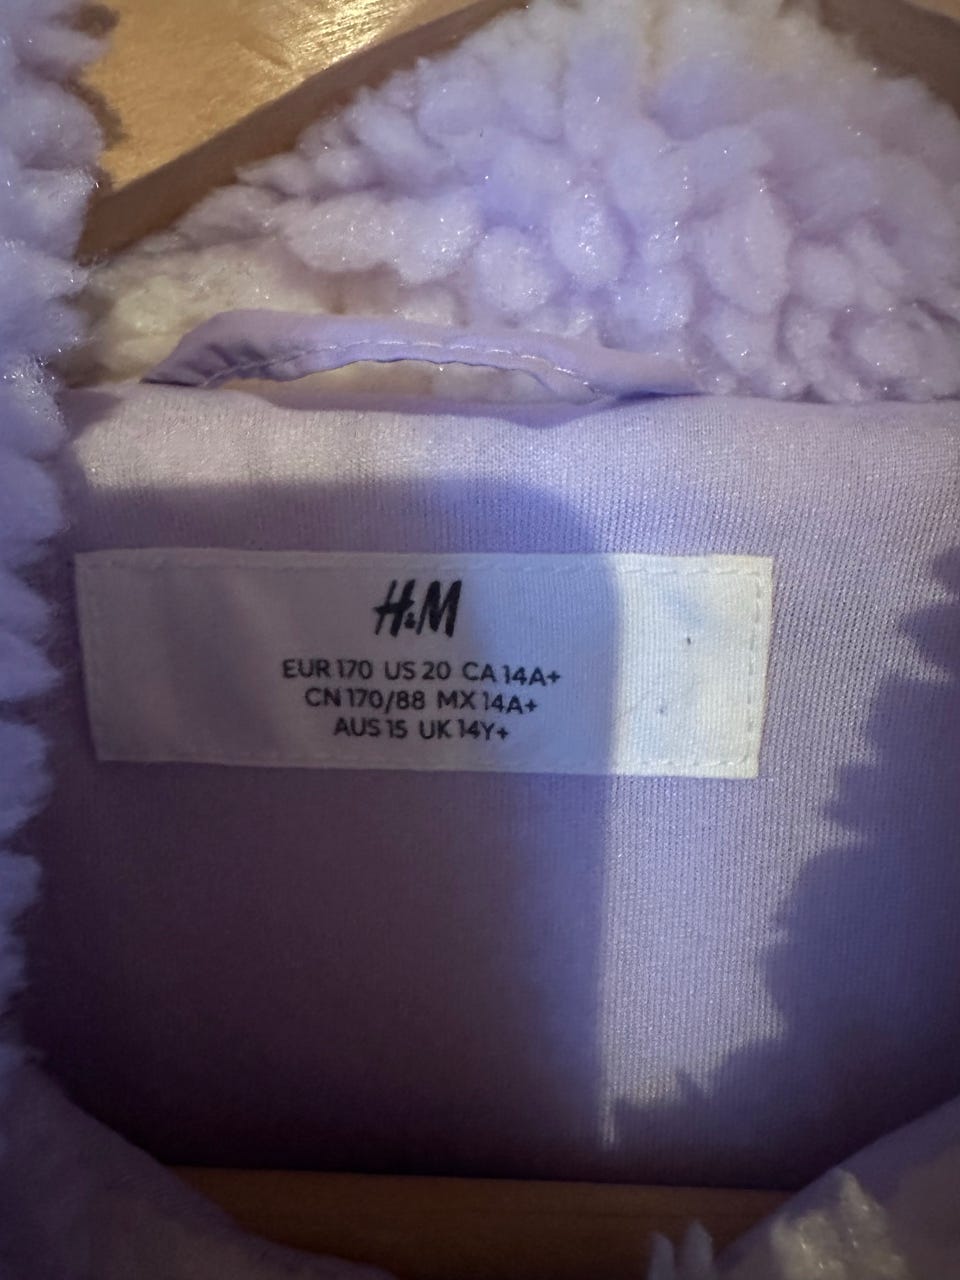 H&M
EUR 170 US 20 CA 14A+
CN 170/88 MX 14A+
AUS 15 UK 14Y+